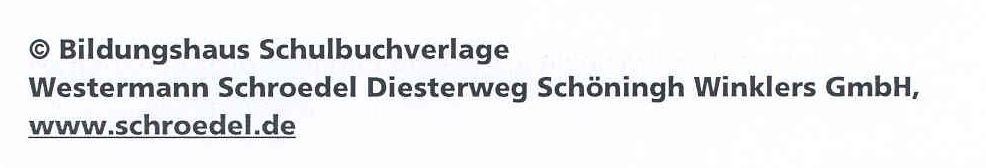 © Bildungshaus Schulbuchverlage
Westermann Schroedel Diesterweg Schöningh Winklers GmbH,
www.schroedel.de